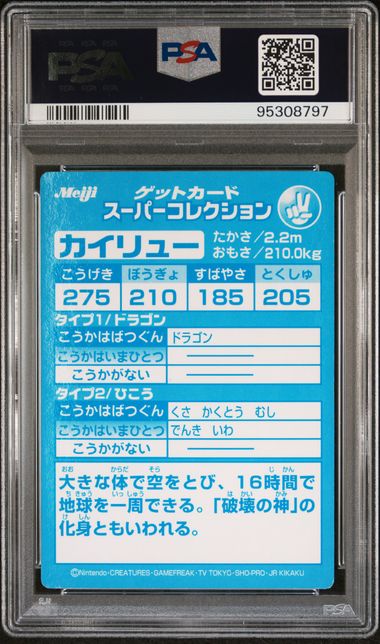 PSA
PSA
95308797
Meiji
ゲットカード
スーパーコレクション
カイリュー
たかさ/2.2m
おもさ/210.0kg
こうげき ぼうぎょ すばやさ とくしゅ
275 210 185 205
タイプ1/ドラゴン
こうかはばつぐん ドラゴン
こうかはいまひとつ
こうかがない
タイプ2/ひこう
こうかはばつぐん くさ かくとう むし
こうかはいまひとつ でんき いわ
こうかがない
大きな体で空をとび、16時間で
地球を一周できる。「破壊の神」の
化身ともいわれる。
©Nintendo・CREATURES・GAMEFREAK・TV TOKYO・SHO-PRO・JR KIKAKU
PSA